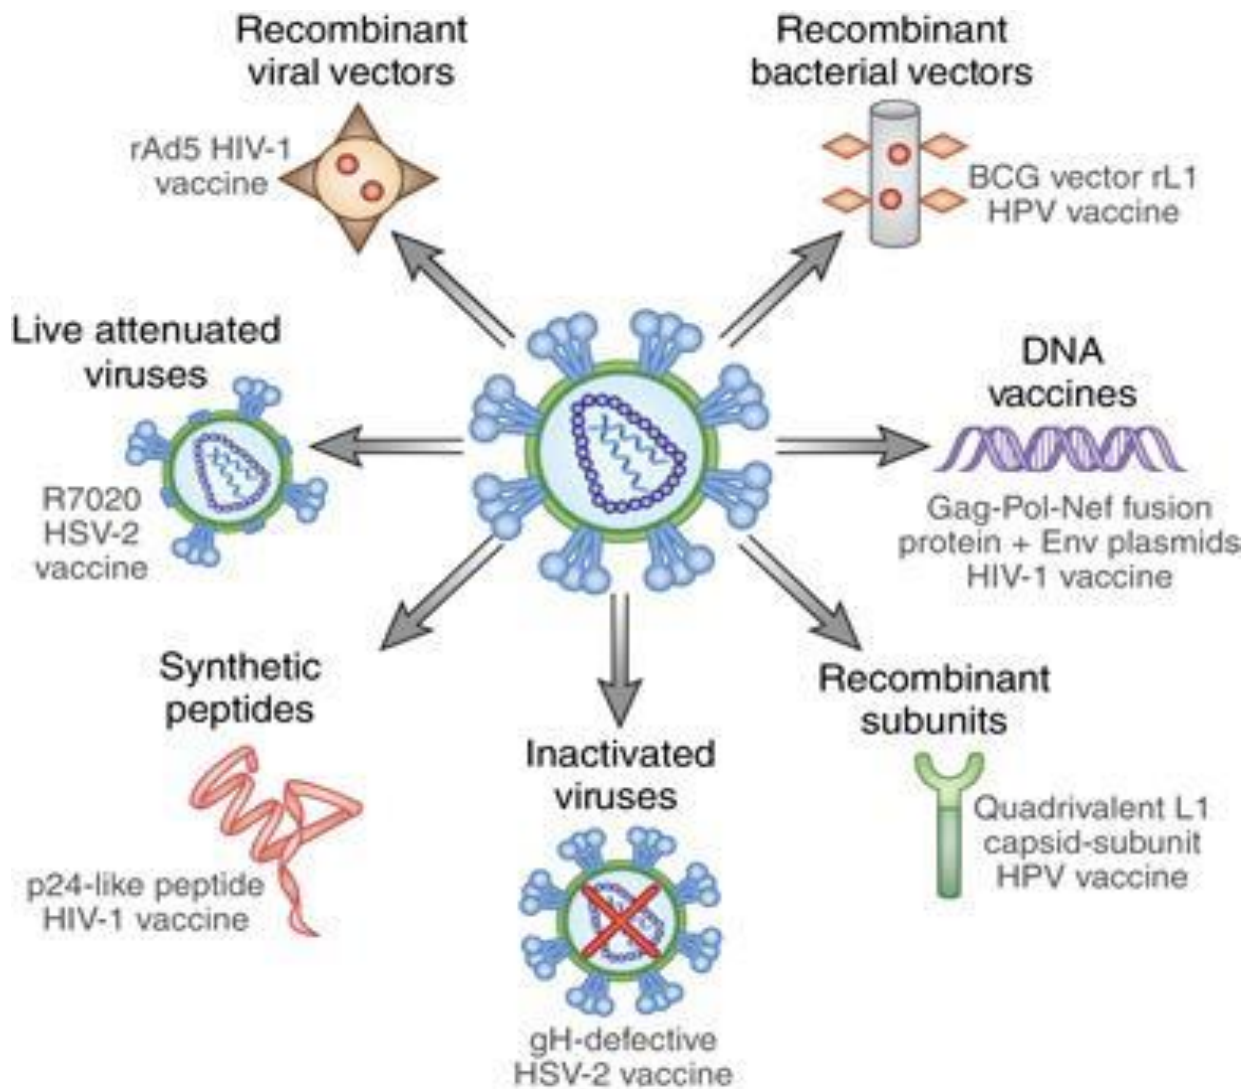 Recombinant
viral vectors
rAd5 HIV-1
vaccine
Recombinant
bacterial vectors
BCG vector rL1
HPV vaccine
Live attenuated
viruses
R7020
HSV-2
vaccine
DNA
vaccines
Gag-Pol-Nef fusion
protein + Env plasmids
HIV-1 vaccine
Synthetic
peptides
p24-like peptide
HIV-1 vaccine
Inactivated
viruses
gH-defective
HSV-2 vaccine
Recombinant
subunits
Quadrivalent L1
capsid-subunit
HPV vaccine